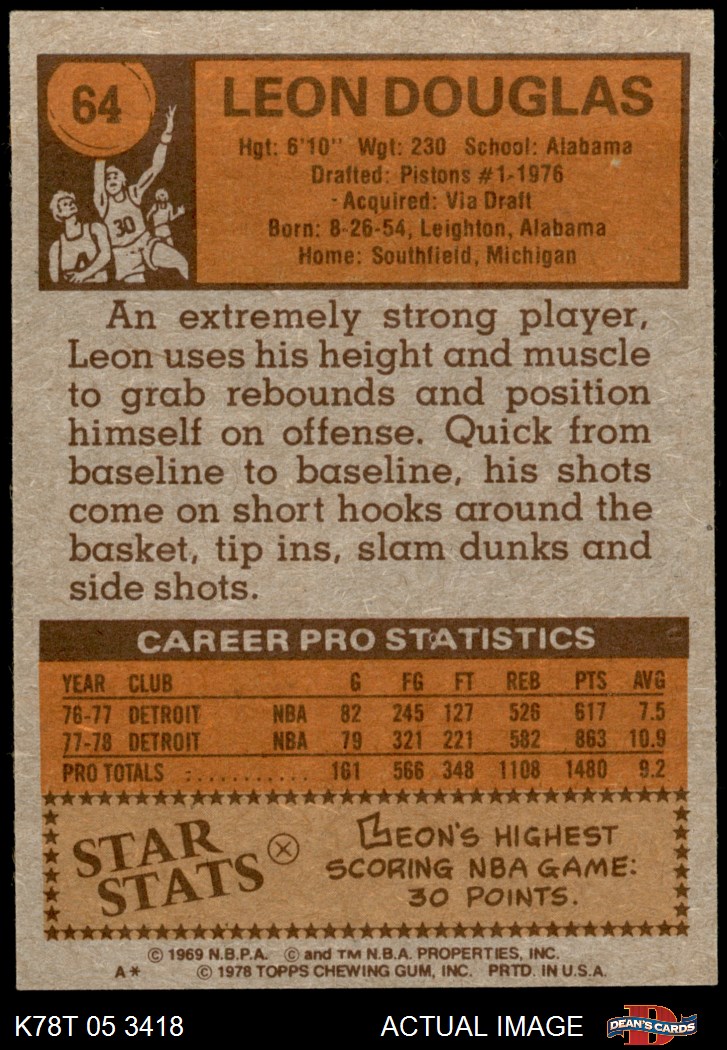 64
LEON DOUGLAS
Hgt: 6'10" Wgt: 230 School: Alabama
Drafted: Pistons #1-1976
Acquired: Via Draft
Born: 8-26-54, Leighton, Alabama
Home: Southfield, Michigan
30
An extremely strong player,
Leon uses his height and muscle
to grab rebounds and position
himself on offense. Quick from
baseline to baseline, his shots
come on short hooks around the
basket, tip ins, slam dunks and
side shots.
CAREER PRO STATISTICS
YEAR CLUB G FG FT REB PTS AVG
76-77 DETROIT NBA 82 245 127 526 617 7.5
77-78 DETROIT NBA 79 321 221 582 863 10.9
PRO TOTALS ........... 161 566 348 1108 1480 9.2
STAR
STATS
LEON'S HIGHEST
SCORING NBA GAME:
30 POINTS.
© 1969 N.B.P.A. © and TM N.B.A. PROPERTIES, INC.
A* © 1978 TOPPS CHEWING GUM, INC. PRTD. IN U.S.A.
K78T 05 3418 ACTUAL IMAGE DEAN'S CARDS